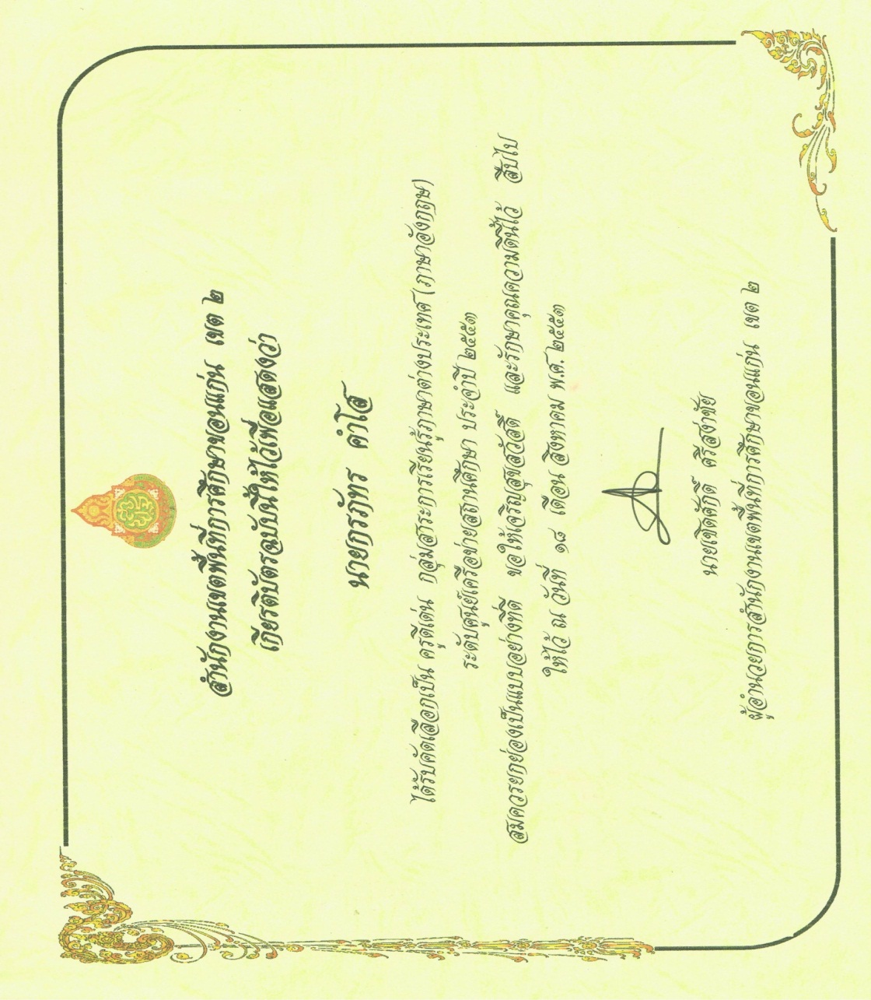 สำนักงานเขตพื้นที่การศึกษาขอนแก่น เขต ๒
เกียรติบัตรฉบับนี้ให้ไว้เพื่อแสดงว่า
นายกรภัทร คำโส
ได้รับคัดเลือกเป็น ครูดีเด่น กลุ่มสาระการเรียนรู้ภาษาต่างประเทศ (ภาษาอังกฤษ)
ระดับศูนย์เครือข่ายสถานศึกษา ประจำปี ๒๕๕๓
สมควรยกย่องเป็นแบบอย่างที่ดี ขอให้เจริญสุขสวัสดิ์ และรักษาคุณความดีนี้ไว้ สืบไป
ให้ไว้ ณ วันที่ ๑๘ เดือน สิงหาคม พ.ศ. ๒๕๕๓
นายเชิดศักดิ์ ศรีสง่าชัย
ผู้อำนวยการสำนักงานเขตพื้นที่การศึกษาขอนแก่น เขต ๒